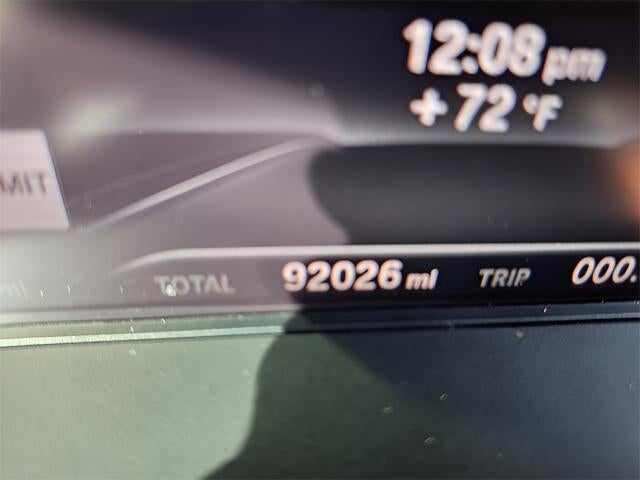 12:08 pm
+72 °F
MIT
TOTAL 92026 mi TRIP 000.